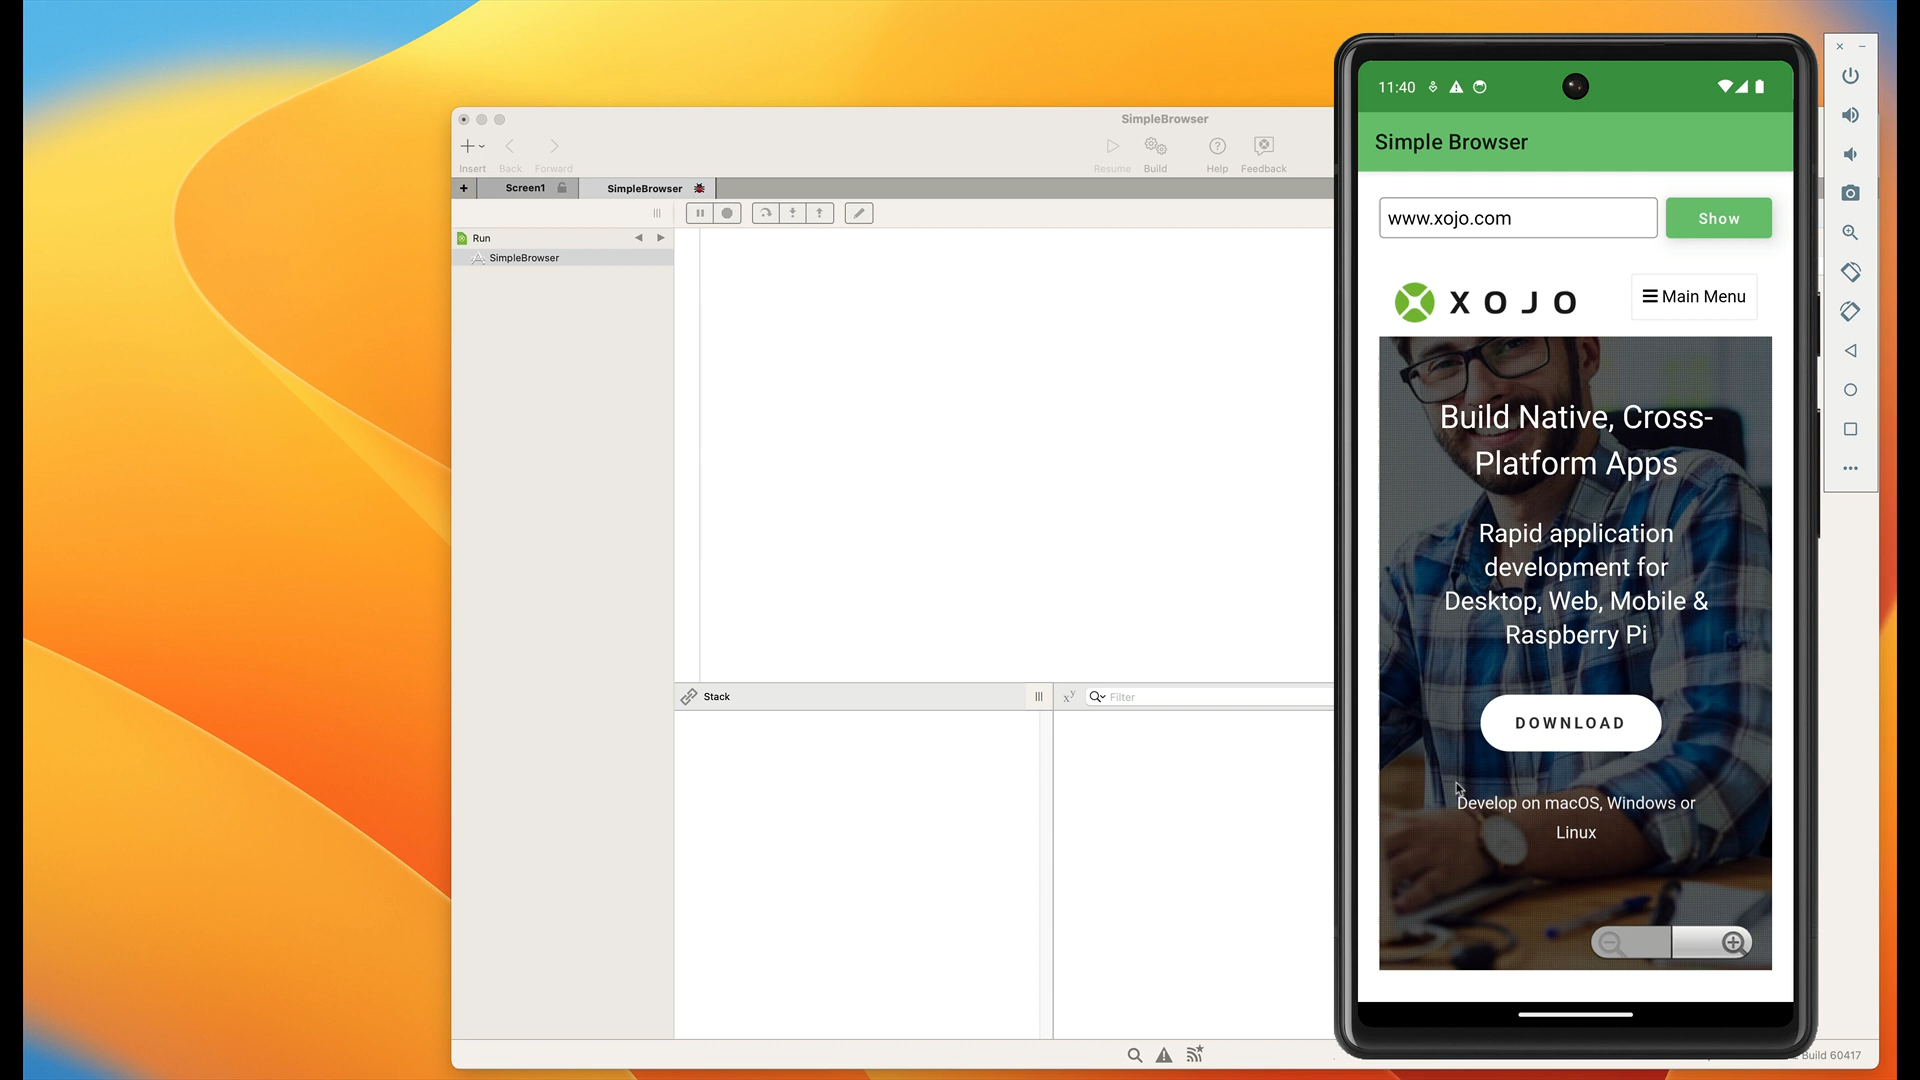 SimpleBrowser
Insert
Back
Forward
Resume
Build
Help
Feedback
+
Screen1
SimpleBrowser
Run
SimpleBrowser
Stack
Filter
Build 60417
11:40
Simple Browser
www.xojo.com
Show
XOJO
Main Menu
Build Native, Cross-
Platform Apps
Rapid application
development for
Desktop, Web, Mobile &
Raspberry Pi
DOWNLOAD
Develop on macOS, Windows or
Linux